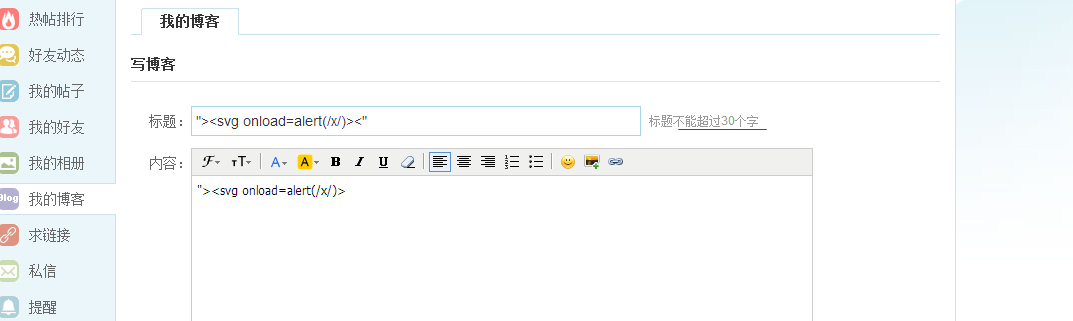 热帖排行
好友动态
我的帖子
我的好友
我的相册
Blog 我的博客
求链接
私信
提醒
我的博客
写博客
标题： "><svg onload=alert(/x/)><" 标题不能超过30个字
内容： ℱ тT A A B I U
"><svg onload=alert(/x/)>